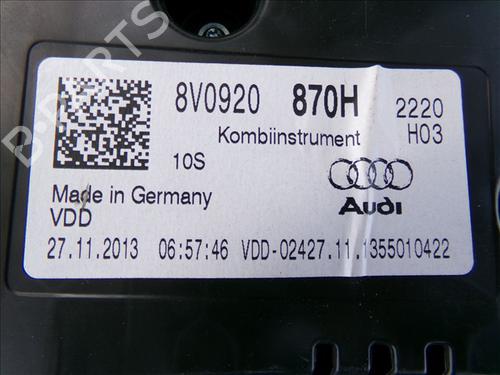 8V0920 870H 2220
Kombiinstrument H03
10S
Made in Germany
VDD
Audi
27.11.2013 06:57:46 VDD-02427.11.1355010422
B-PARTS